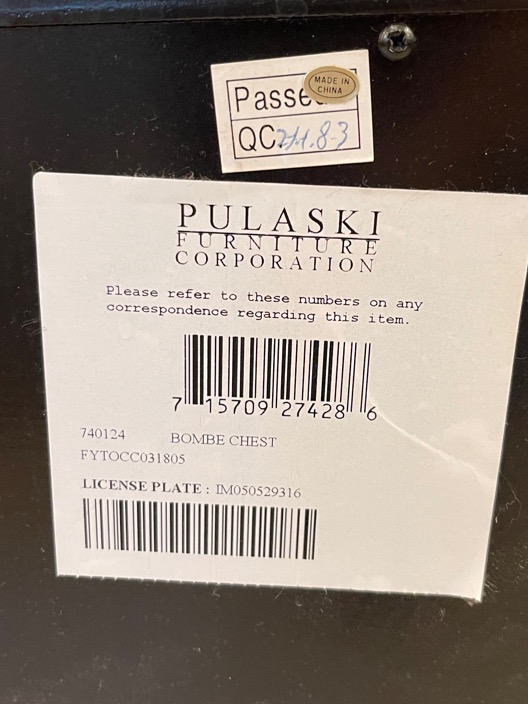 MADE IN
CHINA
QC
PULASKI
FURNITURE
CORPORATION
Please refer to these numbers on any
correspondence regarding this item.
7 15709 27428 6
740124 BOMBE CHEST
FYTOCC031805
LICENSE PLATE : IM050529316